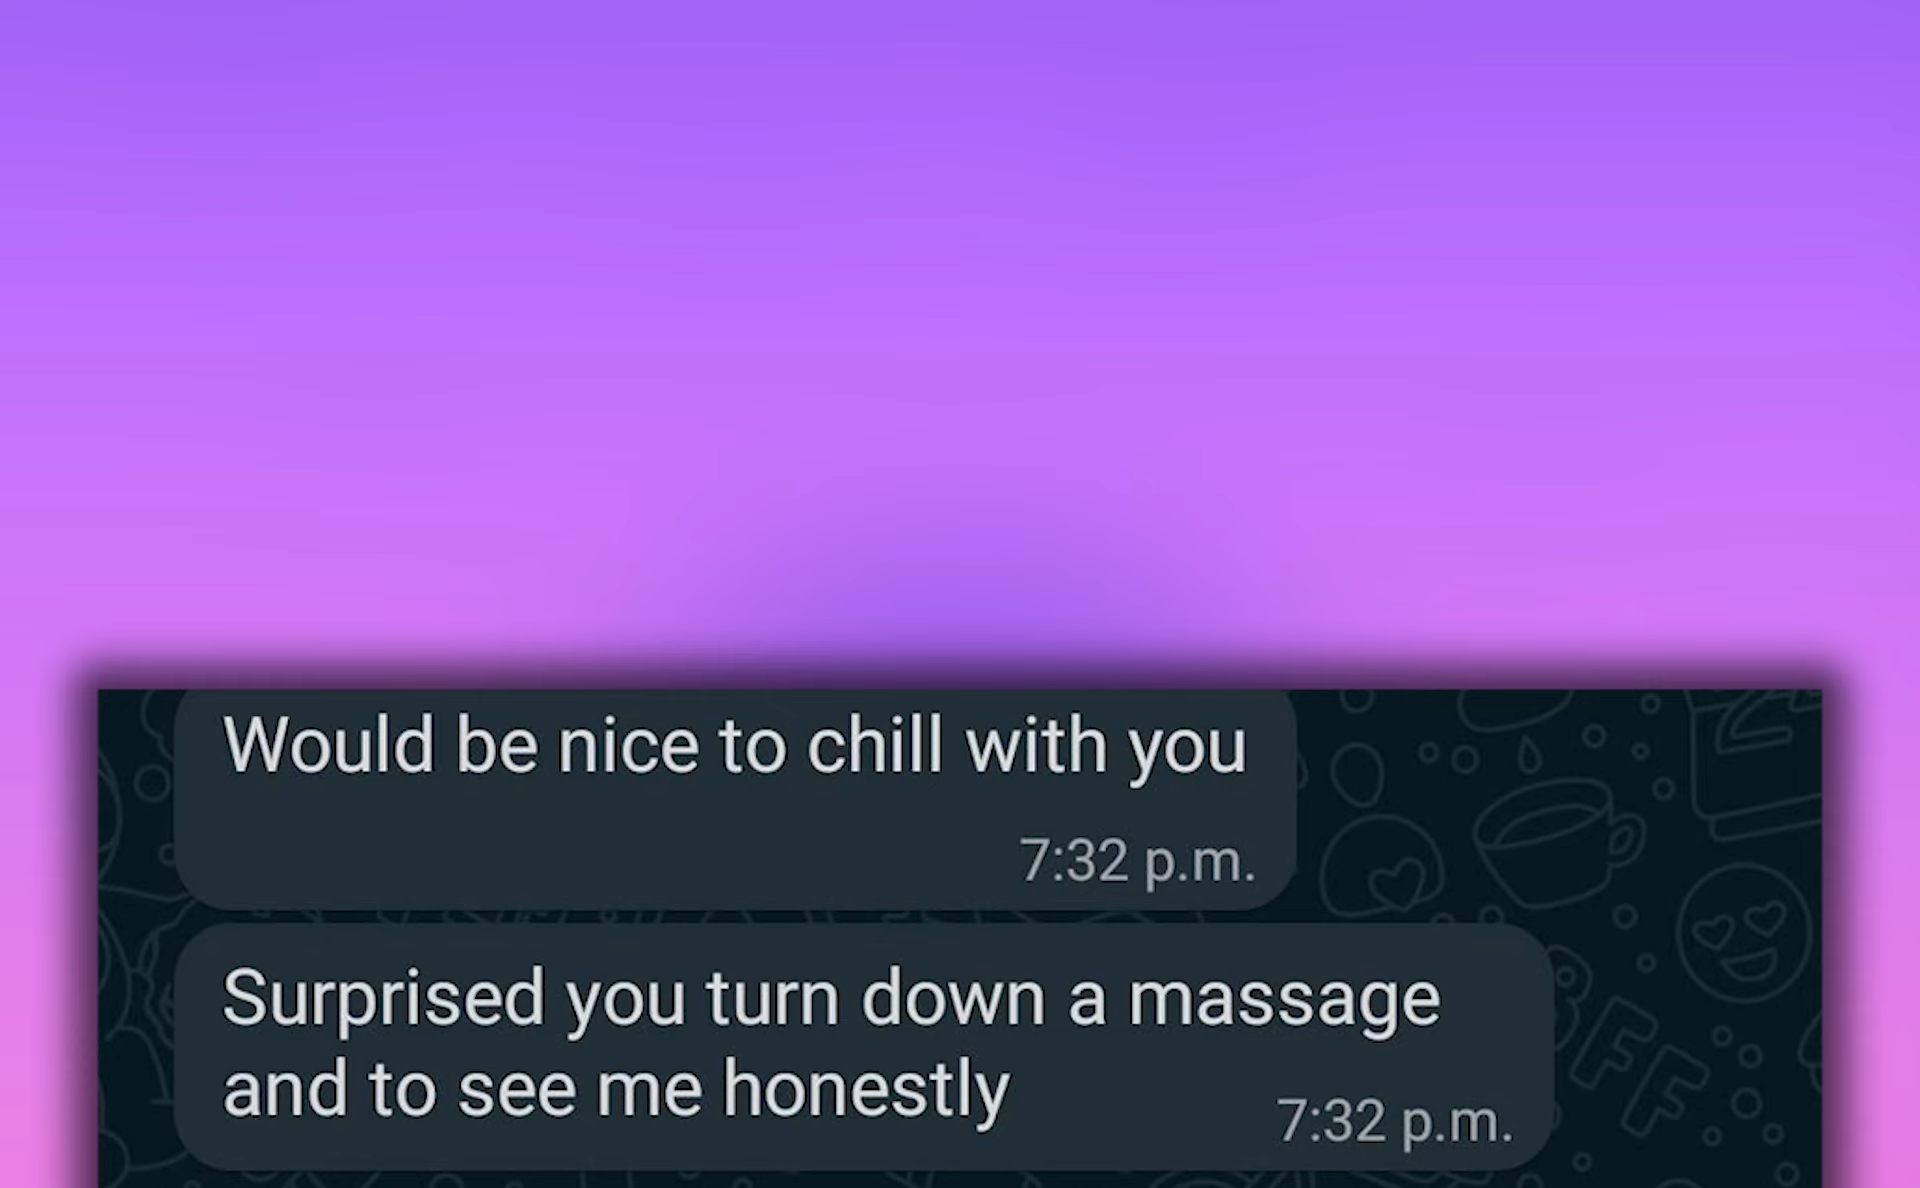 Would be nice to chill with you
7:32 p.m.
Surprised you turn down a massage
and to see me honestly
7:32 p.m.
BFF